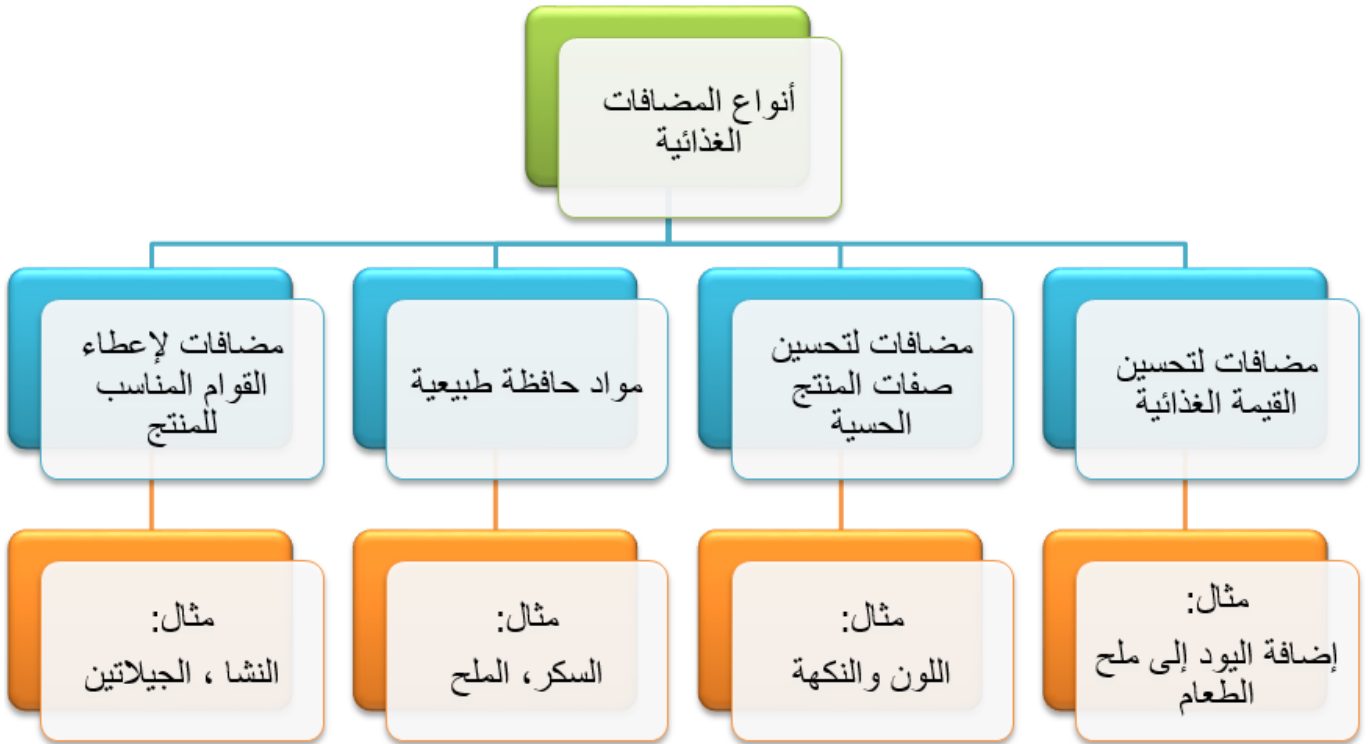 أنواع المضافات
الغذائية
مضافات لتحسين
القيمة الغذائية
مضافات لتحسين
صفات المنتج
الحسية
مواد حافظة طبيعية
مضافات لإعطاء
القوام المناسب
للمنتج
مثال:
إضافة اليود إلى ملح
الطعام
مثال:
اللون والنكهة
مثال:
السكر، الملح
مثال:
النشا ، الجيلاتين